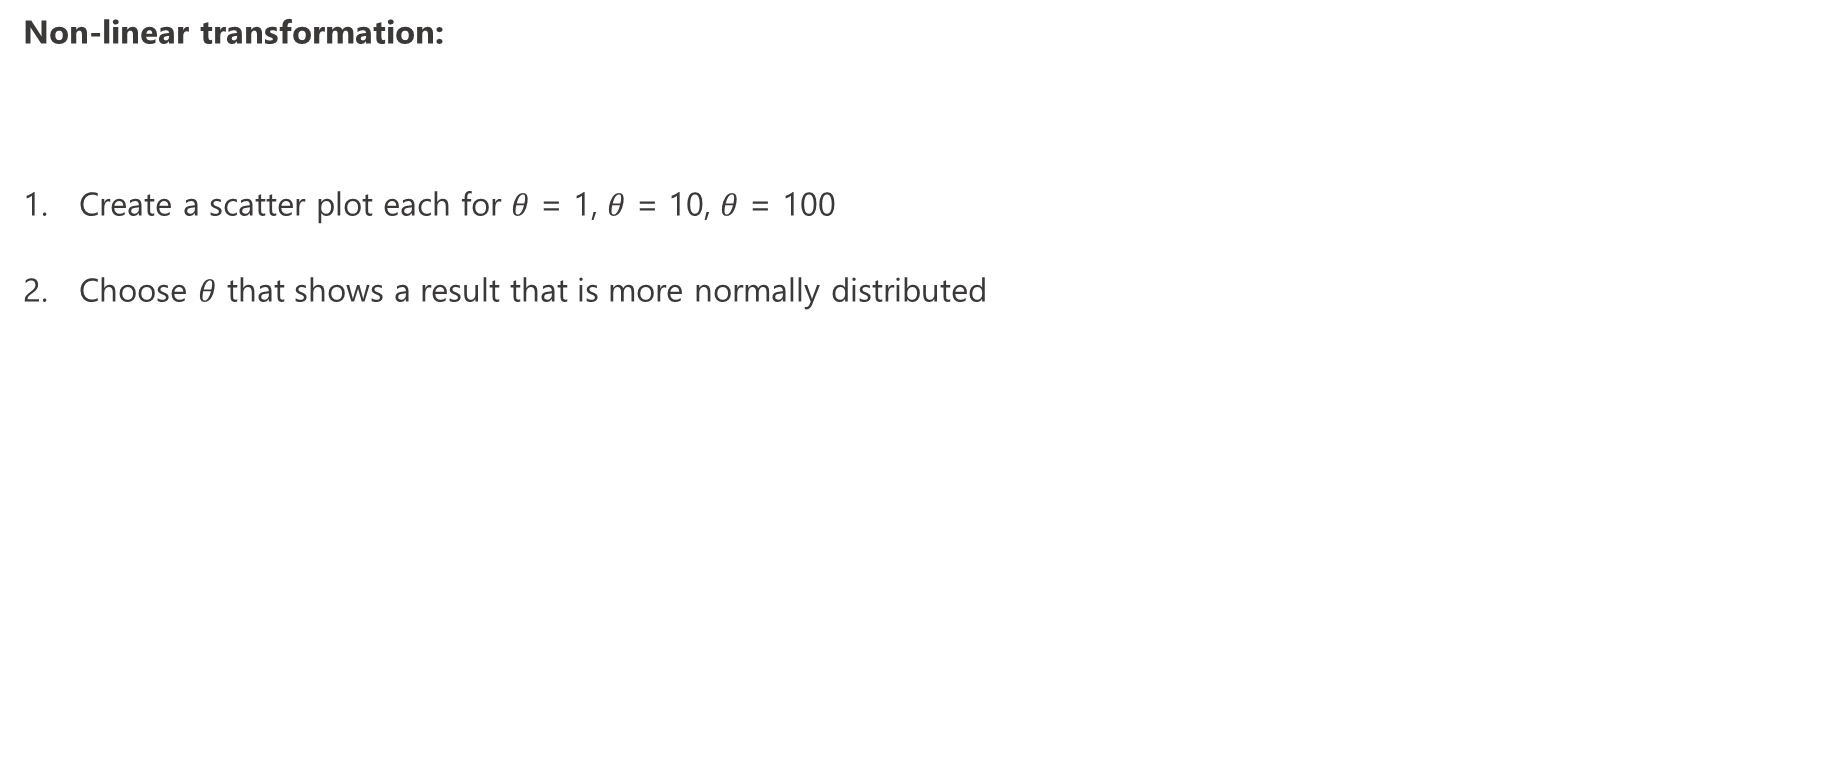 Non-linear transformation:
1. Create a scatter plot each for θ = 1, θ = 10, θ = 100
2. Choose θ that shows a result that is more normally distributed